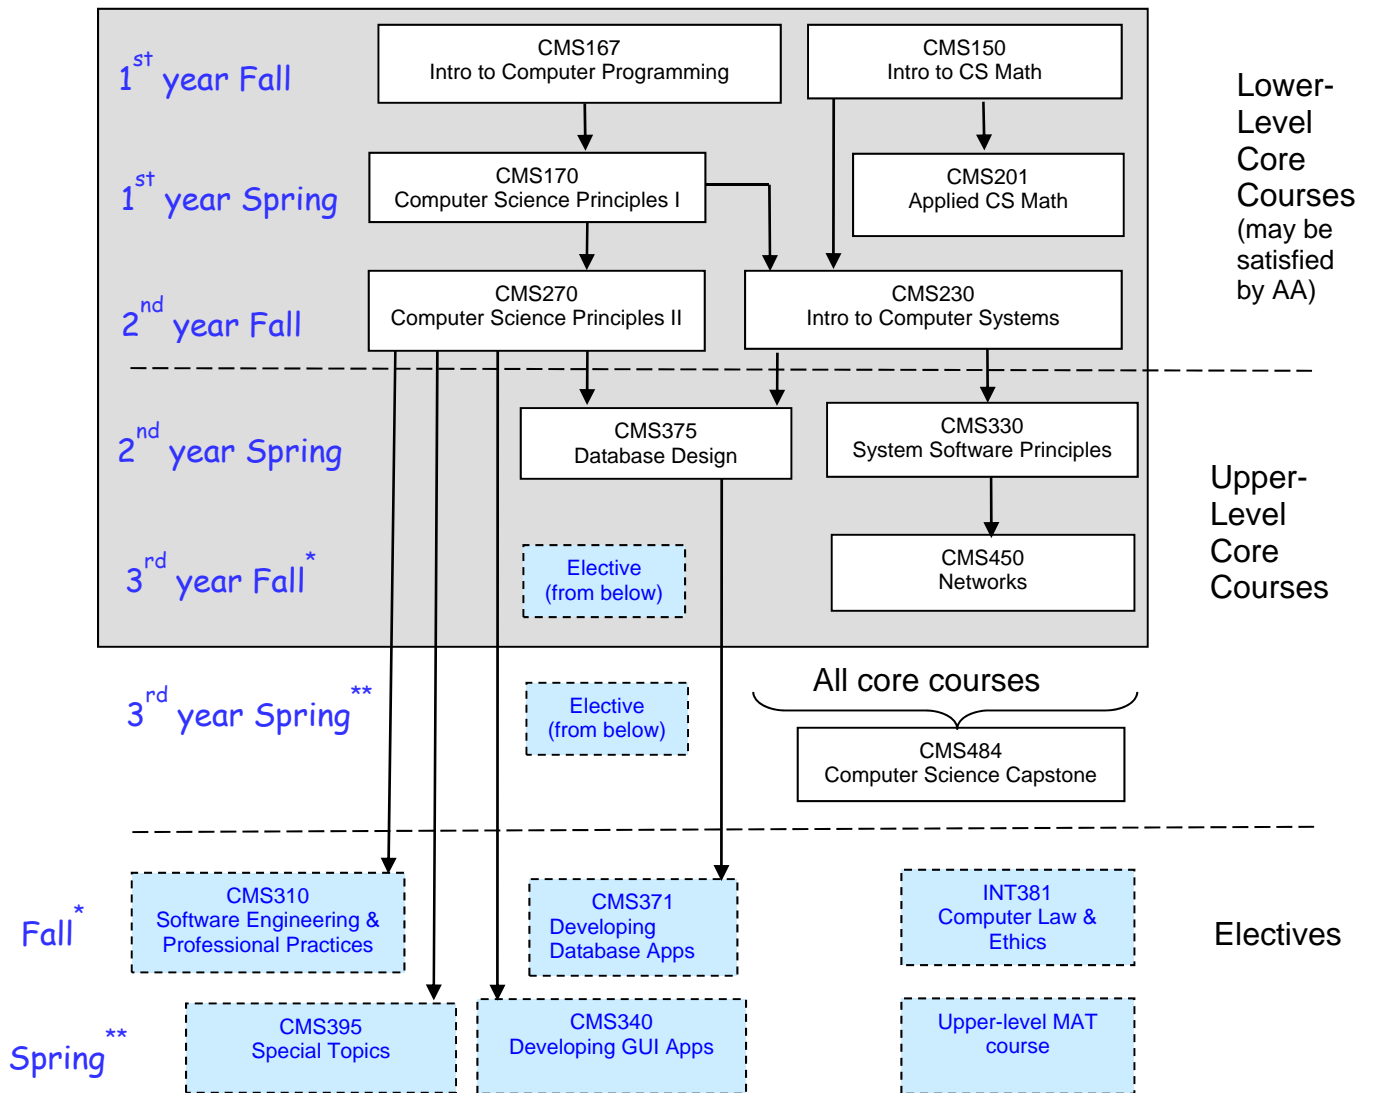 1st year Fall
CMS167
Intro to Computer Programming
CMS150
Intro to CS Math
Lower-
Level
Core
Courses
(may be
satisfied
by AA)
1st year Spring
CMS170
Computer Science Principles I
CMS201
Applied CS Math
2nd year Fall
CMS270
Computer Science Principles II
CMS230
Intro to Computer Systems
2nd year Spring
CMS375
Database Design
CMS330
System Software Principles
Upper-
Level
Core
Courses
3rd year Fall*
Elective
(from below)
CMS450
Networks
3rd year Spring**
Elective
(from below)
All core courses
CMS484
Computer Science Capstone
Fall*
CMS310
Software Engineering &
Professional Practices
CMS371
Developing
Database Apps
INT381
Computer Law &
Ethics
Electives
Spring**
CMS395
Special Topics
CMS340
Developing GUI Apps
Upper-level MAT
course